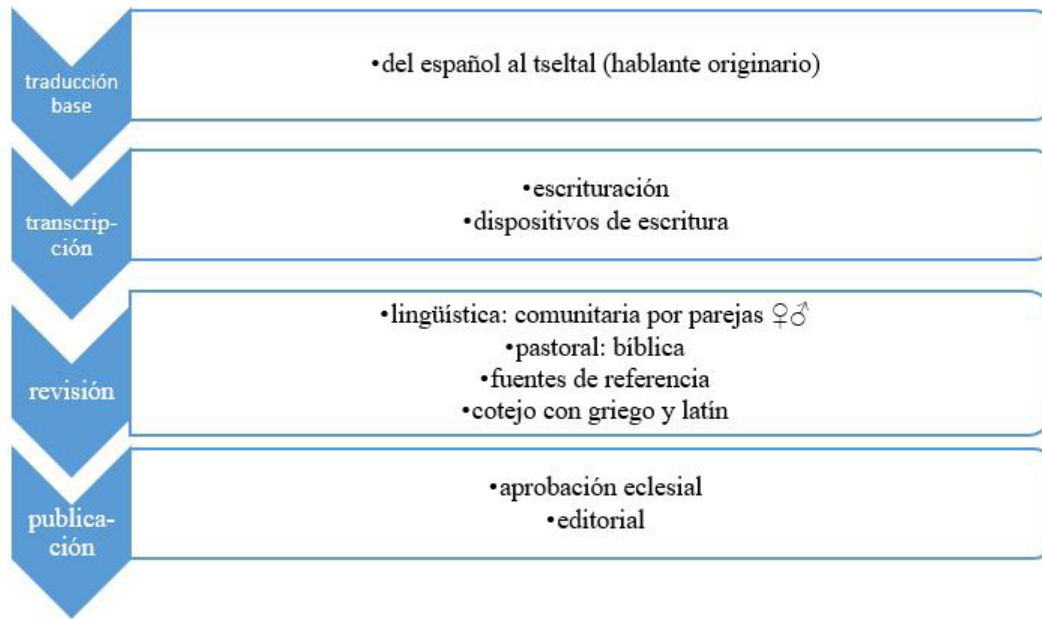 traducción
base
•del español al tseltal (hablante originario)
transcrip-
ción
•escrituración
•dispositivos de escritura
revisión
•lingüística: comunitaria por parejas ♀♂
•pastoral: bíblica
•fuentes de referencia
•cotejo con griego y latín
publica-
ción
•aprobación eclesial
•editorial